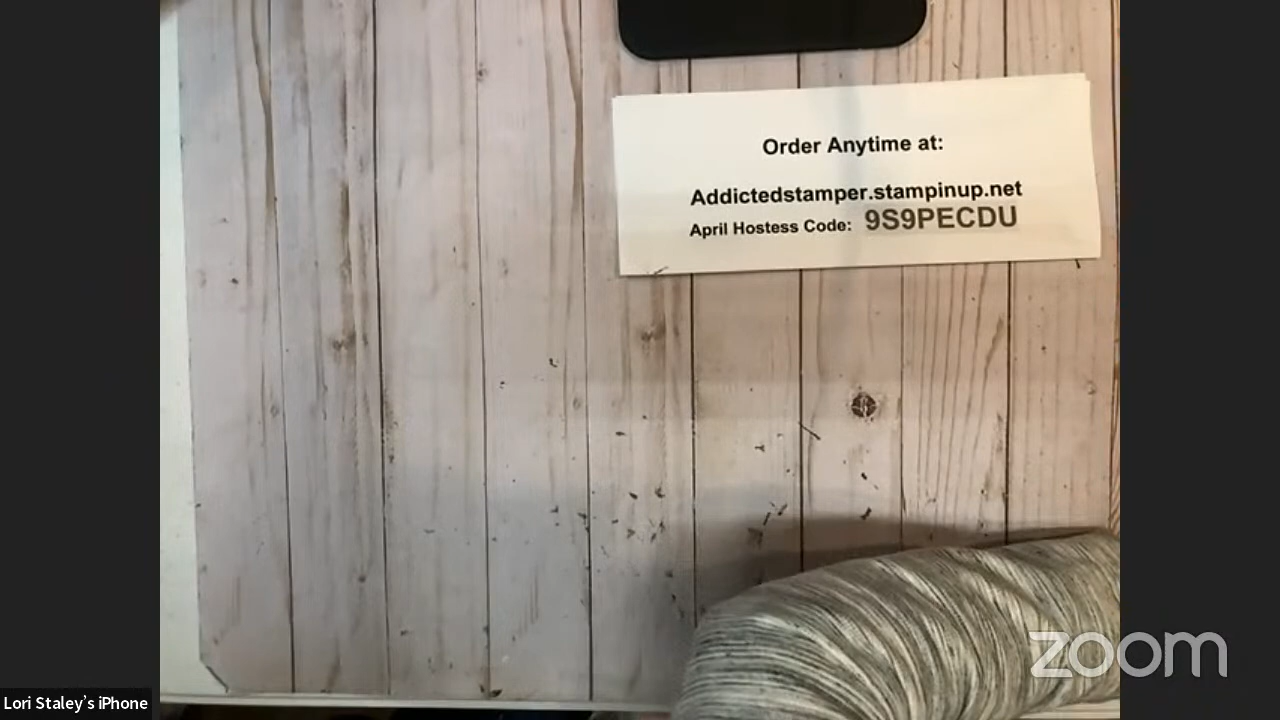 Order Anytime at:
Addictedstamper.stampinup.net
April Hostess Code: 9S9PECDU
zoom
Lori Staley's iPhone